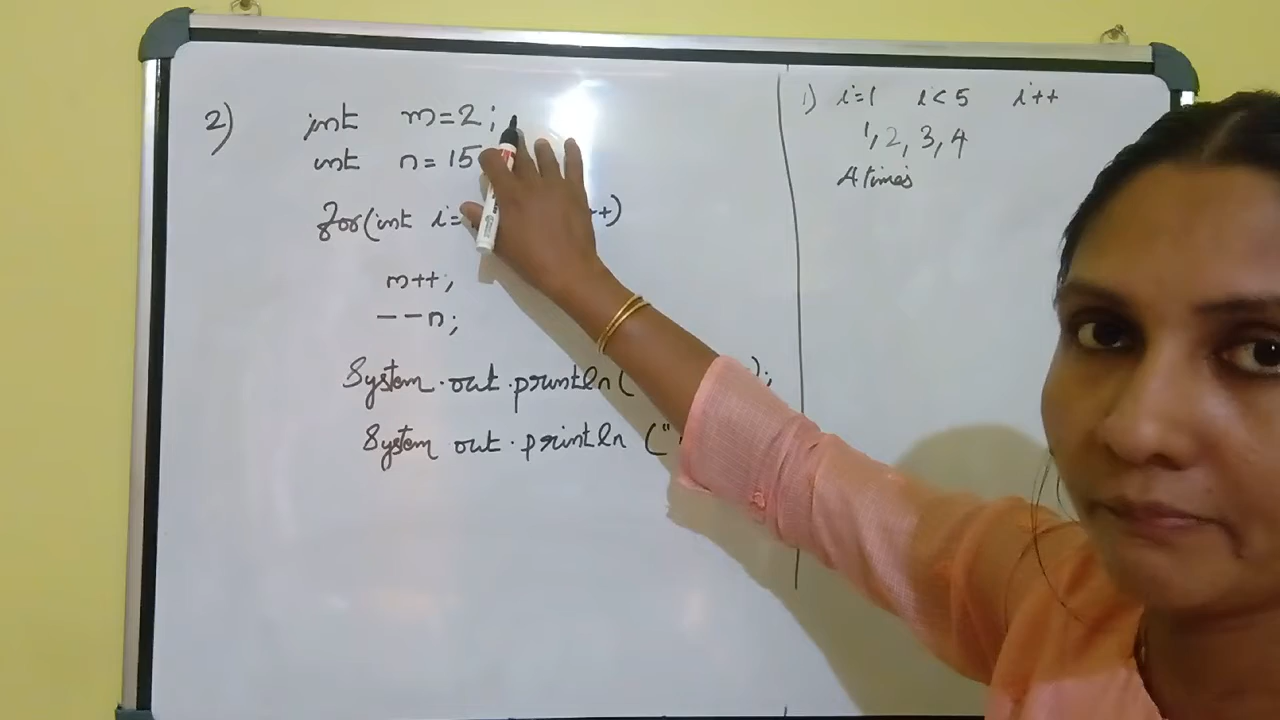 2) int m=2;
int n=15
for(int i= ++)
m++;
--n;
System.out.println( );
System out.println ("
1) i=1 i<5 i++
1, 2, 3, 4
4 times